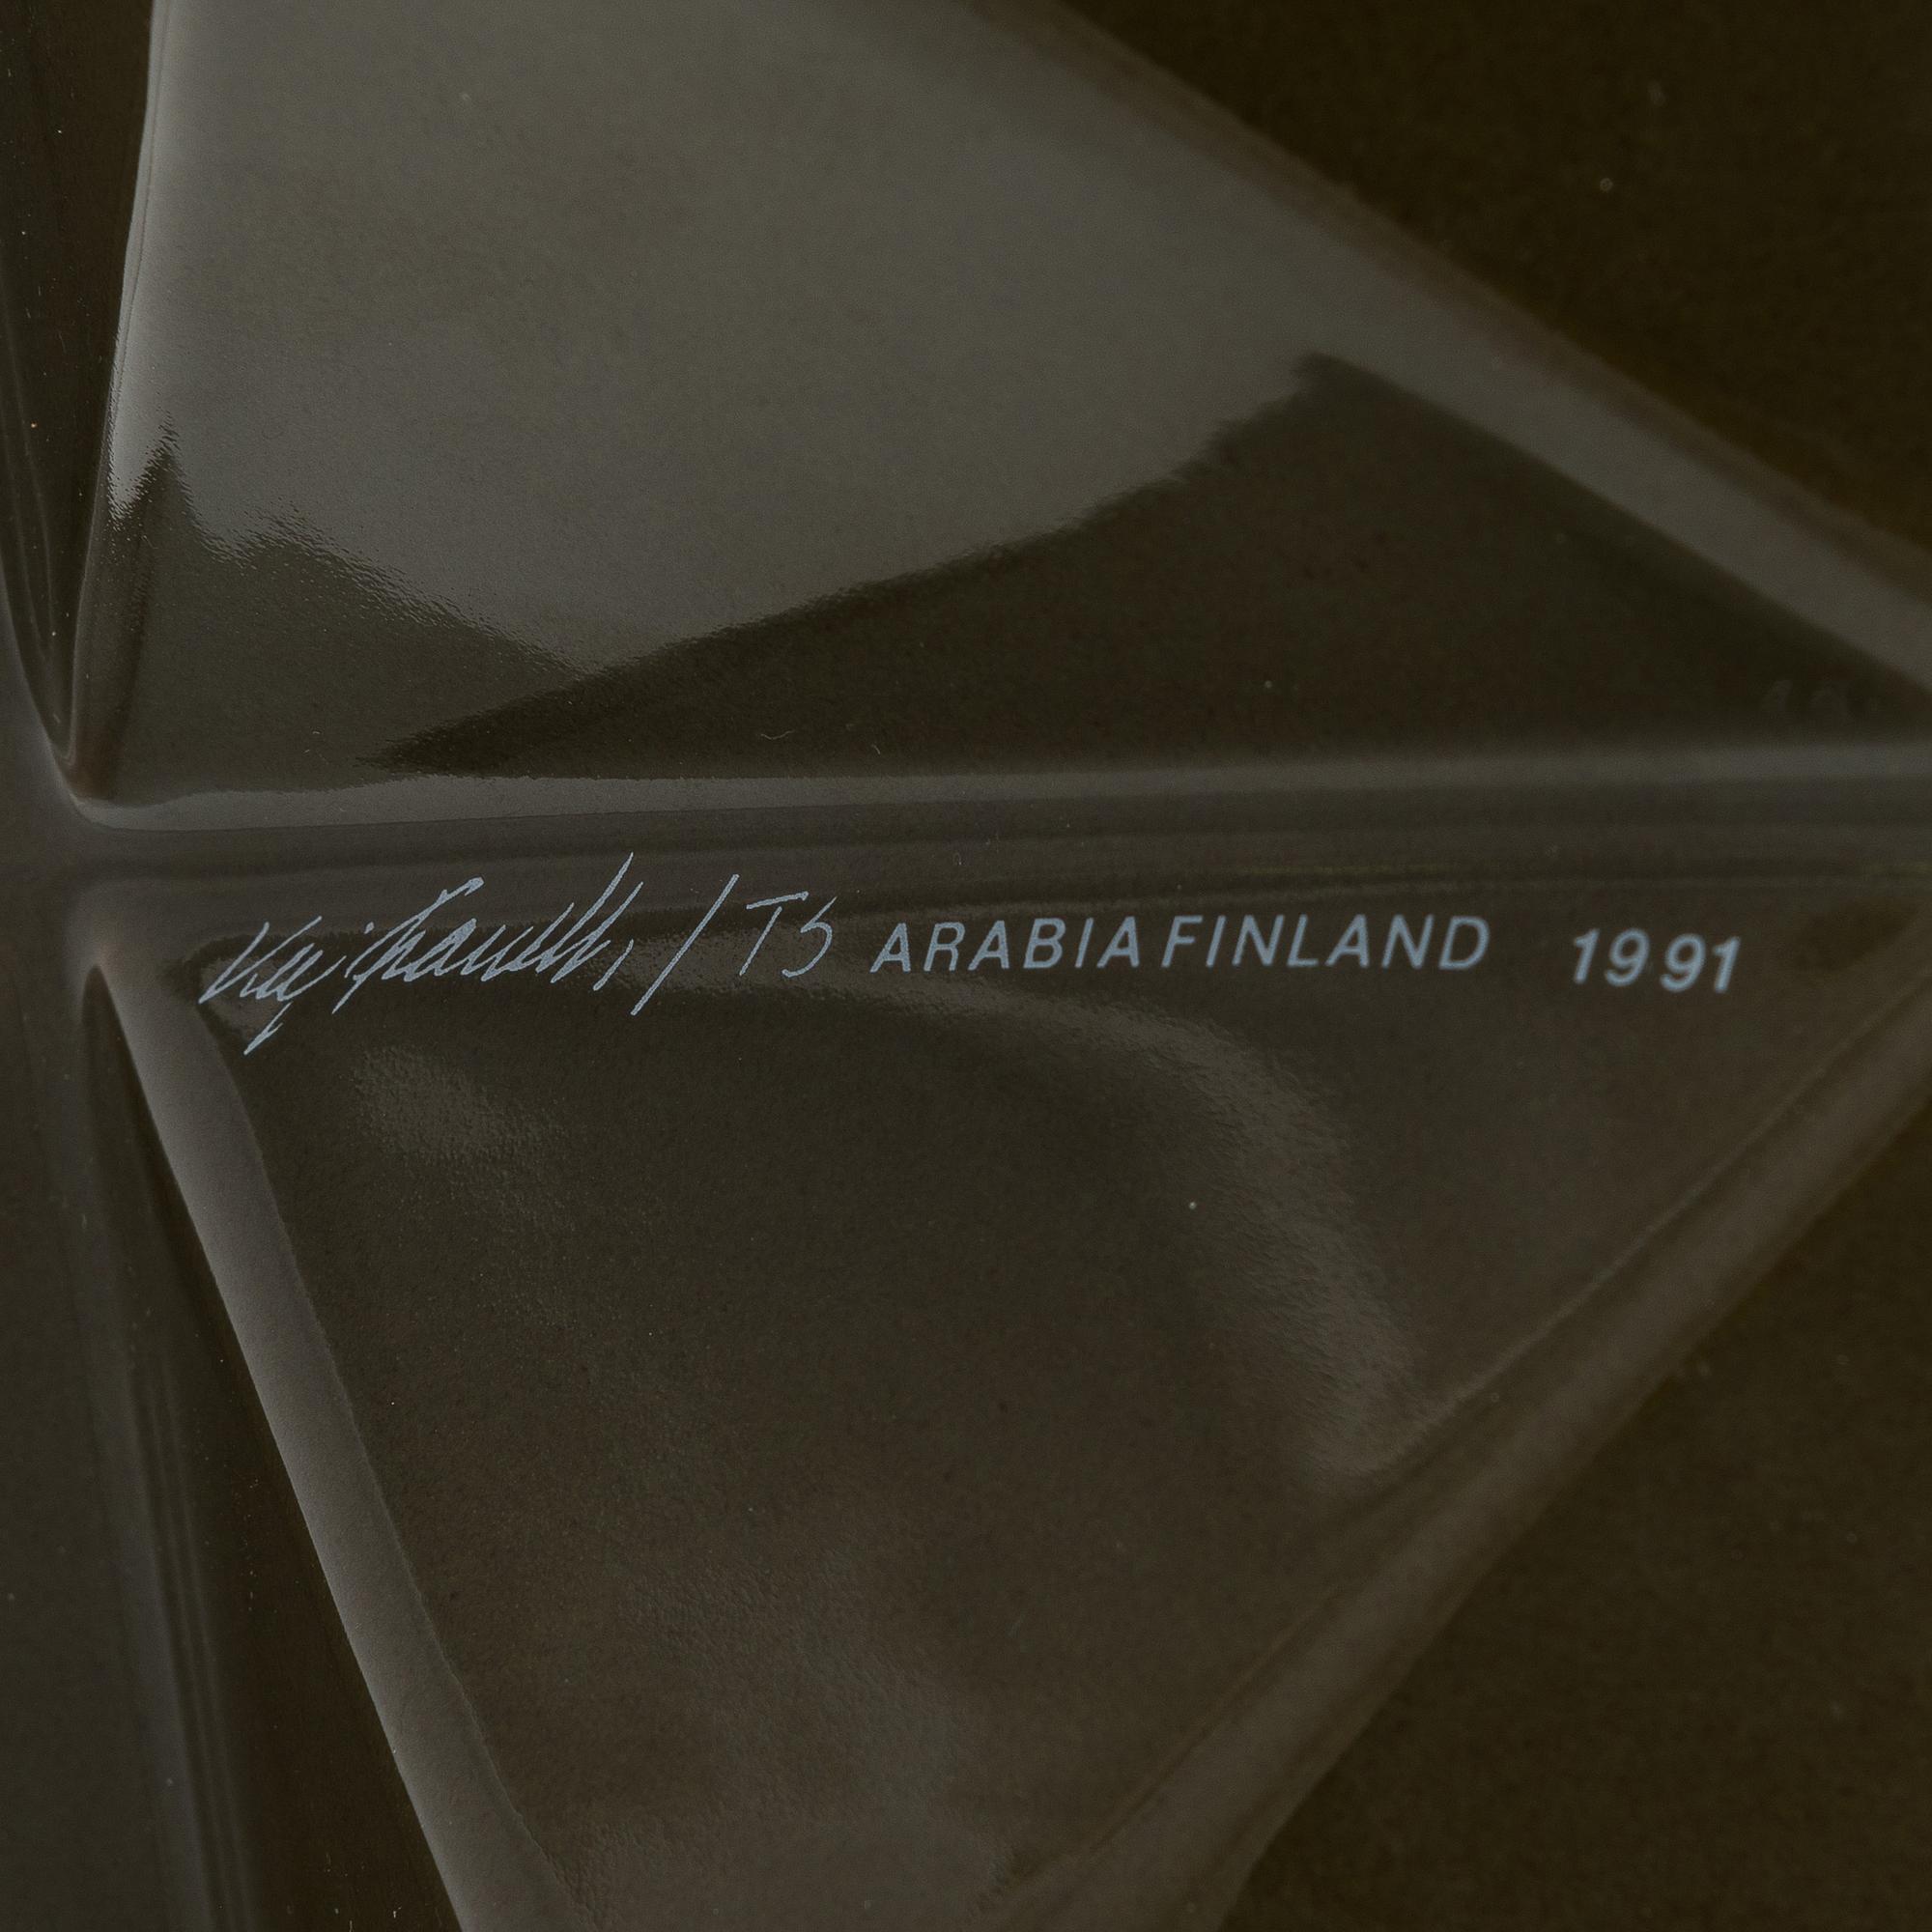 / TS ARABIA FINLAND 1991